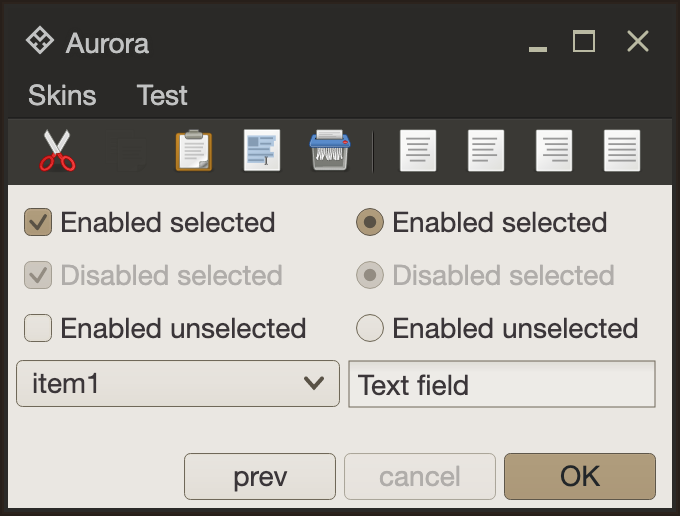 Aurora
Skins Test
Enabled selected Enabled selected
Disabled selected Disabled selected
Enabled unselected Enabled unselected
item1 Text field
prev cancel OK